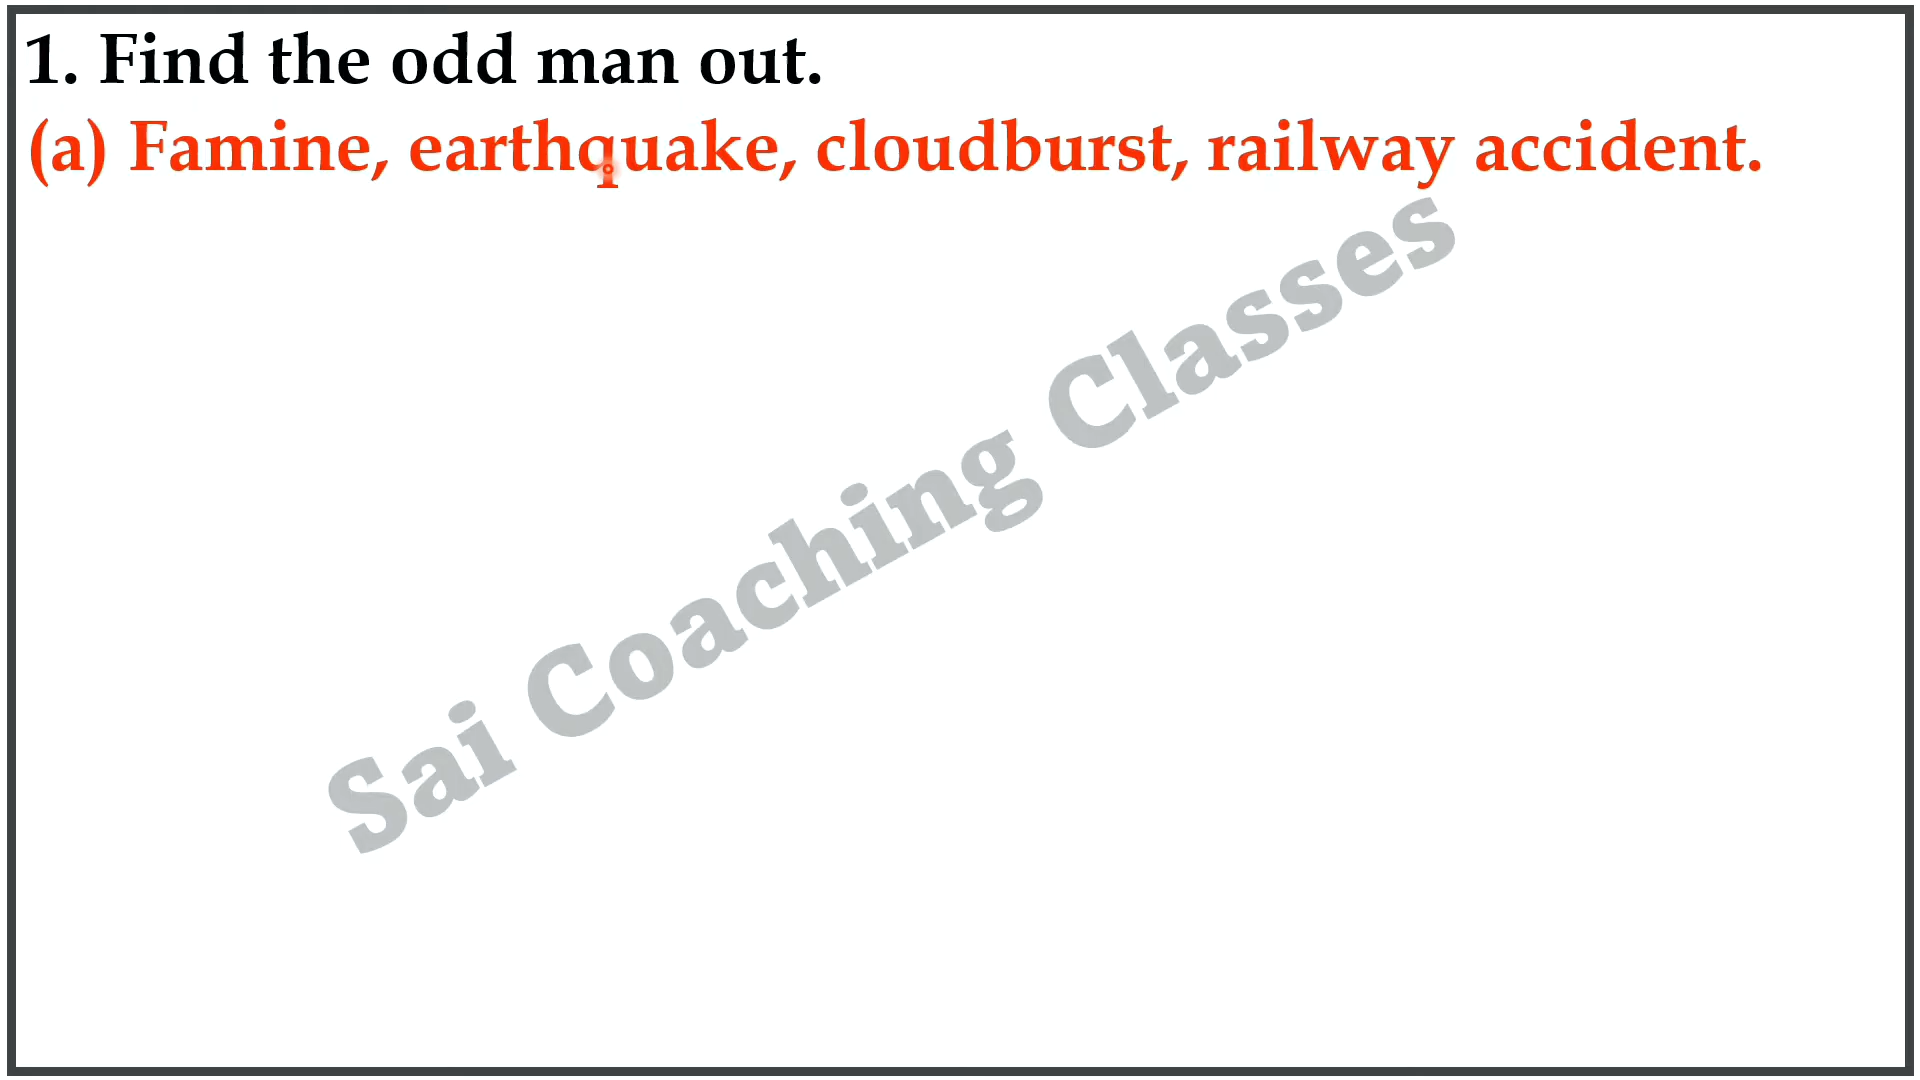 1. Find the odd man out.
(a) Famine, earthquake, cloudburst, railway accident.
Sai Coaching Classes